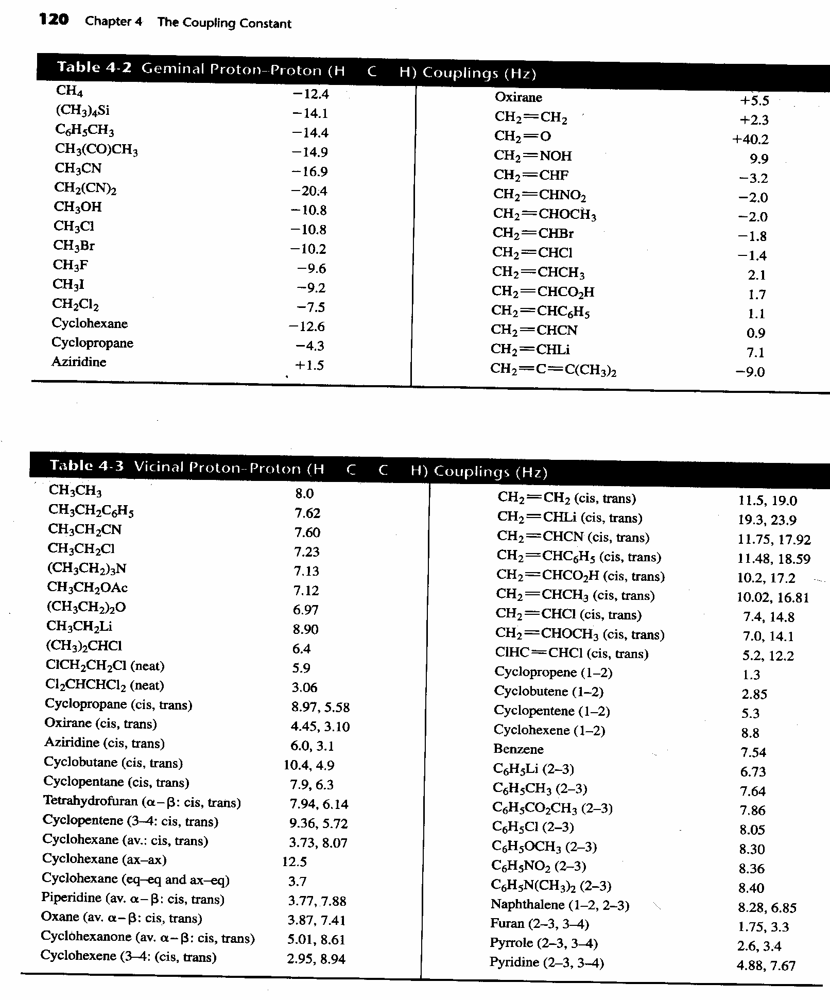 120 Chapter 4 The Coupling Constant
Table 4-2 Geminal Proton–Proton (H C H) Couplings (Hz)
CH₄ −12.4
(CH₃)₄Si −14.1
C₆H₅CH₃ −14.4
CH₃(CO)CH₃ −14.9
CH₃CN −16.9
CH₂(CN)₂ −20.4
CH₃OH −10.8
CH₃Cl −10.8
CH₃Br −10.2
CH₃F −9.6
CH₃I −9.2
CH₂Cl₂ −7.5
Cyclohexane −12.6
Cyclopropane −4.3
Aziridine +1.5
Oxirane +5.5
CH₂=CH₂ +2.3
CH₂=O +40.2
CH₂=NOH 9.9
CH₂=CHF −3.2
CH₂=CHNO₂ −2.0
CH₂=CHOCH₃ −2.0
CH₂=CHBr −1.8
CH₂=CHCl −1.4
CH₂=CHCH₃ 2.1
CH₂=CHCO₂H 1.7
CH₂=CHC₆H₅ 1.1
CH₂=CHCN 0.9
CH₂=CHLi 7.1
CH₂=C=C(CH₃)₂ −9.0
Table 4-3 Vicinal Proton–Proton (H C C H) Couplings (Hz)
CH₃CH₃ 8.0
CH₃CH₂C₆H₅ 7.62
CH₃CH₂CN 7.60
CH₃CH₂Cl 7.23
(CH₃CH₂)₃N 7.13
CH₃CH₂OAc 7.12
(CH₃CH₂)₂O 6.97
CH₃CH₂Li 8.90
(CH₃)₂CHCl 6.4
ClCH₂CH₂Cl (neat) 5.9
Cl₂CHCHCl₂ (neat) 3.06
Cyclopropane (cis, trans) 8.97, 5.58
Oxirane (cis, trans) 4.45, 3.10
Aziridine (cis, trans) 6.0, 3.1
Cyclobutane (cis, trans) 10.4, 4.9
Cyclopentane (cis, trans) 7.9, 6.3
Tetrahydrofuran (α–β: cis, trans) 7.94, 6.14
Cyclopentene (3–4: cis, trans) 9.36, 5.72
Cyclohexane (av.: cis, trans) 3.73, 8.07
Cyclohexane (ax–ax) 12.5
Cyclohexane (eq–eq and ax–eq) 3.7
Piperidine (av. α–β: cis, trans) 3.77, 7.88
Oxane (av. α–β: cis, trans) 3.87, 7.41
Cyclohexanone (av. α–β: cis, trans) 5.01, 8.61
Cyclohexene (3–4: (cis, trans) 2.95, 8.94
CH₂=CH₂ (cis, trans) 11.5, 19.0
CH₂=CHLi (cis, trans) 19.3, 23.9
CH₂=CHCN (cis, trans) 11.75, 17.92
CH₂=CHC₆H₅ (cis, trans) 11.48, 18.59
CH₂=CHCO₂H (cis, trans) 10.2, 17.2
CH₂=CHCH₃ (cis, trans) 10.02, 16.81
CH₂=CHCl (cis, trans) 7.4, 14.8
CH₂=CHOCH₃ (cis, trans) 7.0, 14.1
ClHC=CHCl (cis, trans) 5.2, 12.2
Cyclopropene (1–2) 1.3
Cyclobutene (1–2) 2.85
Cyclopentene (1–2) 5.3
Cyclohexene (1–2) 8.8
Benzene 7.54
C₆H₅Li (2–3) 6.73
C₆H₅CH₃ (2–3) 7.64
C₆H₅CO₂CH₃ (2–3) 7.86
C₆H₅Cl (2–3) 8.05
C₆H₅OCH₃ (2–3) 8.30
C₆H₅NO₂ (2–3) 8.36
C₆H₅N(CH₃)₂ (2–3) 8.40
Naphthalene (1–2, 2–3) 8.28, 6.85
Furan (2–3, 3–4) 1.75, 3.3
Pyrrole (2–3, 3–4) 2.6, 3.4
Pyridine (2–3, 3–4) 4.88, 7.67